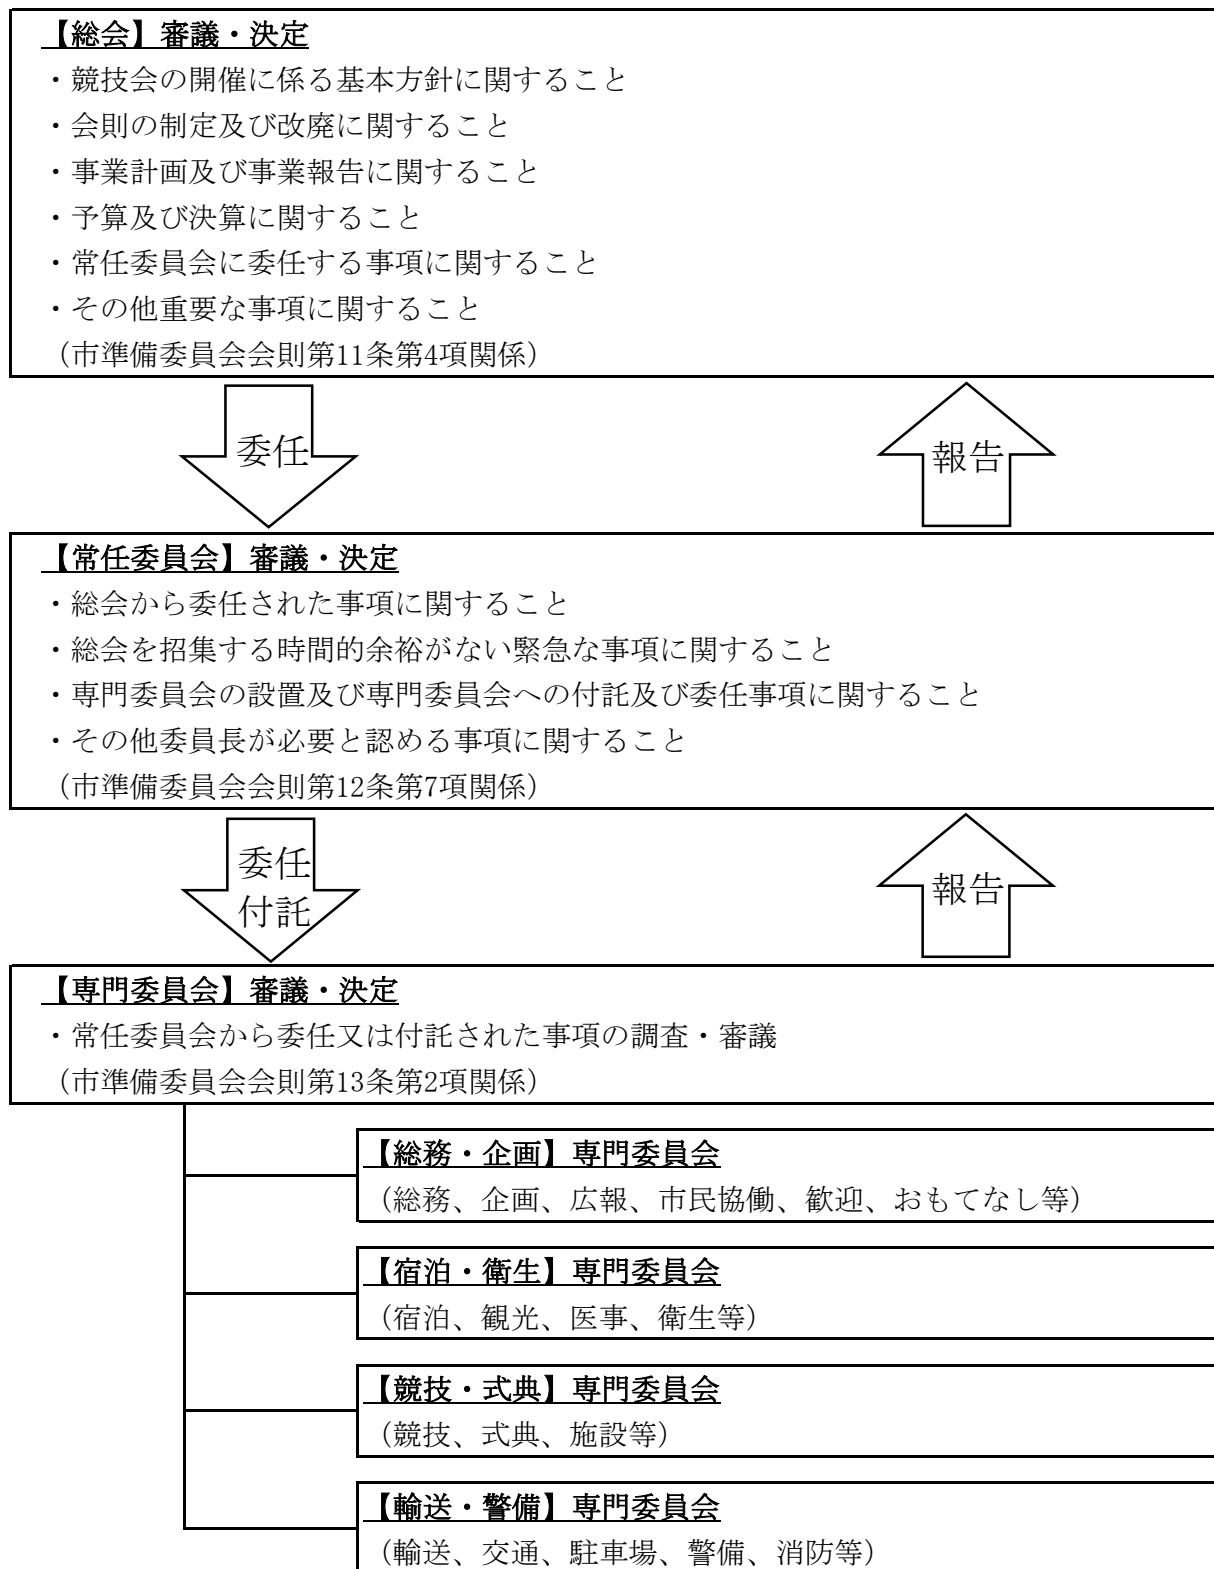 【総会】審議・決定
・競技会の開催に係る基本方針に関すること
・会則の制定及び改廃に関すること
・事業計画及び事業報告に関すること
・予算及び決算に関すること
・常任委員会に委任する事項に関すること
・その他重要な事項に関すること
（市準備委員会会則第11条第4項関係）
委任
報告
【常任委員会】審議・決定
・総会から委任された事項に関すること
・総会を招集する時間的余裕がない緊急な事項に関すること
・専門委員会の設置及び専門委員会への付託及び委任事項に関すること
・その他委員長が必要と認める事項に関すること
（市準備委員会会則第12条第7項関係）
委任
付託
報告
【専門委員会】審議・決定
・常任委員会から委任又は付託された事項の調査・審議
（市準備委員会会則第13条第2項関係）
【総務・企画】専門委員会
（総務、企画、広報、市民協働、歓迎、おもてなし等）
【宿泊・衛生】専門委員会
（宿泊、観光、医事、衛生等）
【競技・式典】専門委員会
（競技、式典、施設等）
【輸送・警備】専門委員会
（輸送、交通、駐車場、警備、消防等）